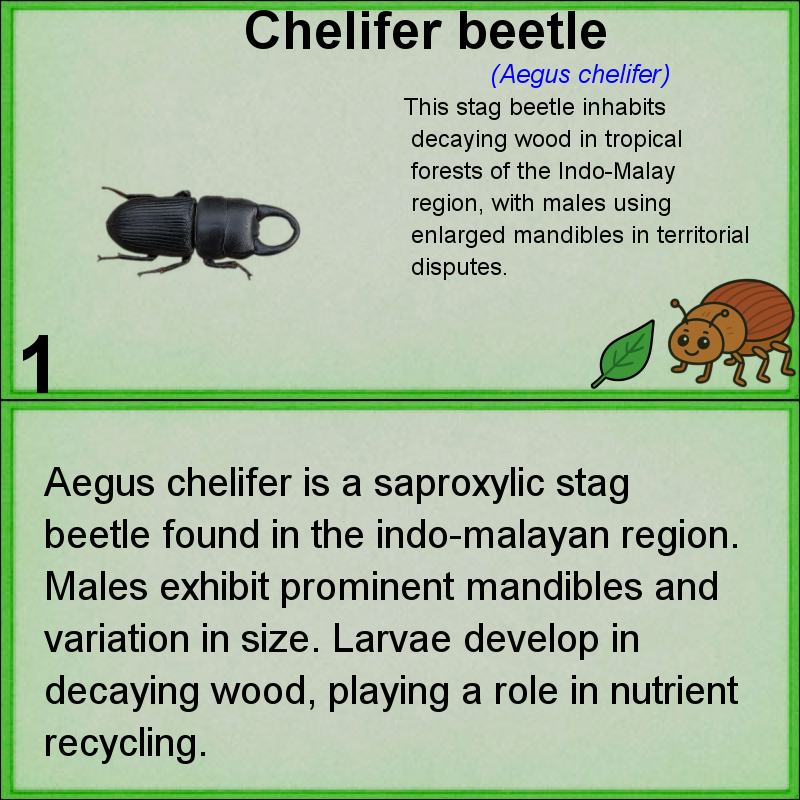 Chelifer beetle
(Aegus chelifer)
This stag beetle inhabits
decaying wood in tropical
forests of the Indo-Malay
region, with males using
enlarged mandibles in territorial
disputes.
1
Aegus chelifer is a saproxylic stag
beetle found in the indo-malayan region.
Males exhibit prominent mandibles and
variation in size. Larvae develop in
decaying wood, playing a role in nutrient
recycling.